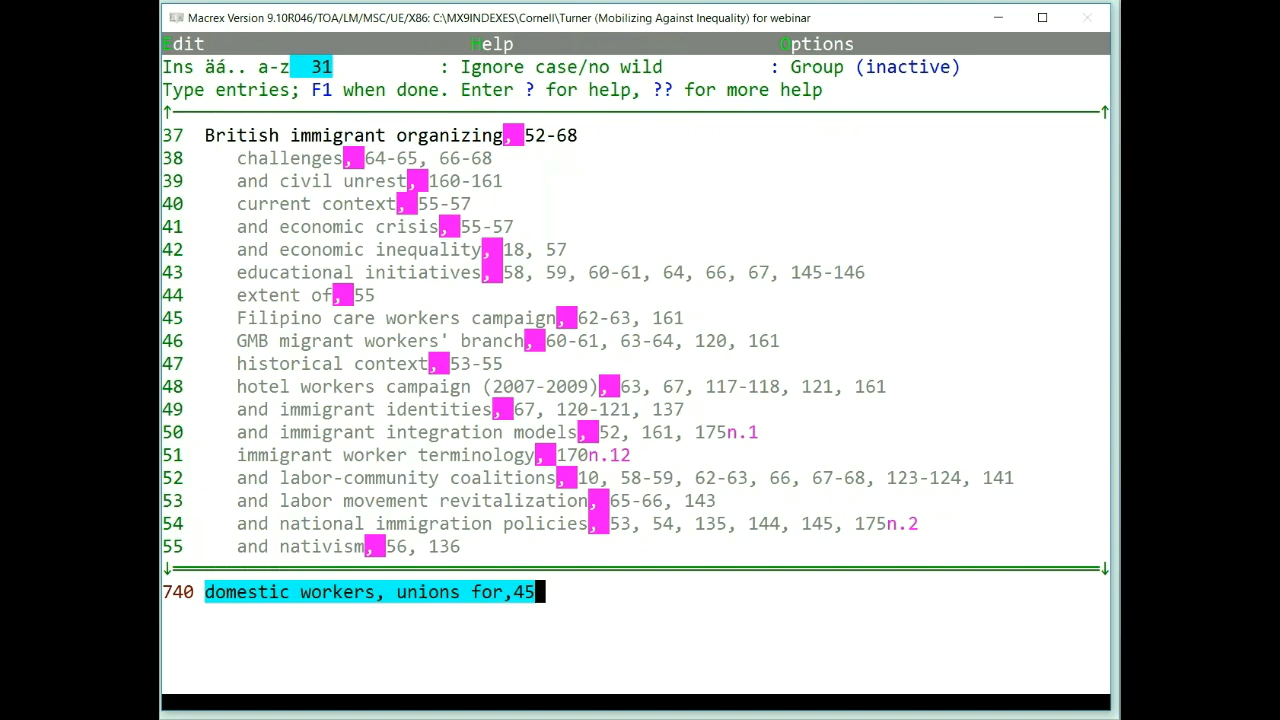 Macrex Version 9.10R046/TOA/LM/MSC/UE/X86: C:\MX9INDEXES\Cornell\Turner (Mobilizing Against Inequality) for webinar
Edit Help Options
Ins äá.. a-z 31 : Ignore case/no wild : Group (inactive)
Type entries; F1 when done. Enter ? for help, ?? for more help
37 British immigrant organizing, 52-68
38 challenges, 64-65, 66-68
39 and civil unrest, 160-161
40 current context, 55-57
41 and economic crisis, 55-57
42 and economic inequality, 18, 57
43 educational initiatives, 58, 59, 60-61, 64, 66, 67, 145-146
44 extent of, 55
45 Filipino care workers campaign, 62-63, 161
46 GMB migrant workers' branch, 60-61, 63-64, 120, 161
47 historical context, 53-55
48 hotel workers campaign (2007-2009), 63, 67, 117-118, 121, 161
49 and immigrant identities, 67, 120-121, 137
50 and immigrant integration models, 52, 161, 175n.1
51 immigrant worker terminology, 170n.12
52 and labor-community coalitions, 10, 58-59, 62-63, 66, 67-68, 123-124, 141
53 and labor movement revitalization, 65-66, 143
54 and national immigration policies, 53, 54, 135, 144, 145, 175n.2
55 and nativism, 56, 136
740 domestic workers, unions for,45